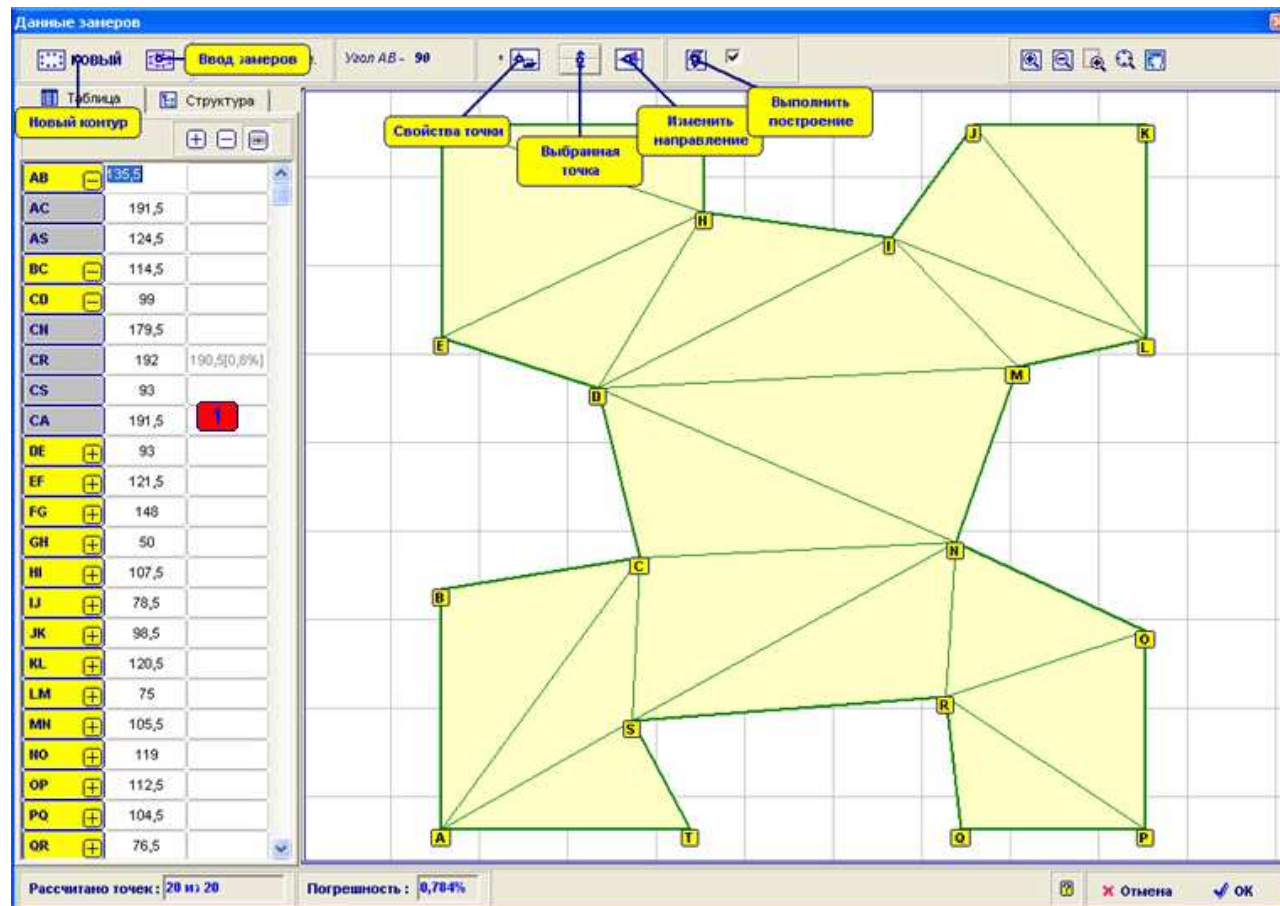 Данные замеров
новый
Ввод замеров
Угол AB - 90
Таблица
Структура
Новый контур
Свойства точки
Выбранная точка
Изменить направление
Выполнить построение
AB 135,5
AC 191,5
AS 124,5
BC 114,5
CD 99
CN 179,5
CR 192 190,5[0,8%]
CS 93
CA 191,5 1
DE 93
EF 121,5
FG 148
GH 50
HI 107,5
IJ 78,5
JK 98,5
KL 120,5
LM 75
MN 105,5
NO 119
OP 112,5
PQ 104,5
QR 76,5
J
K
H
I
E
L
D
M
C
N
B
O
S
R
A
T
Q
P
Рассчитано точек: 20 из 20
Погрешность: 0,784%
Отмена
ОК